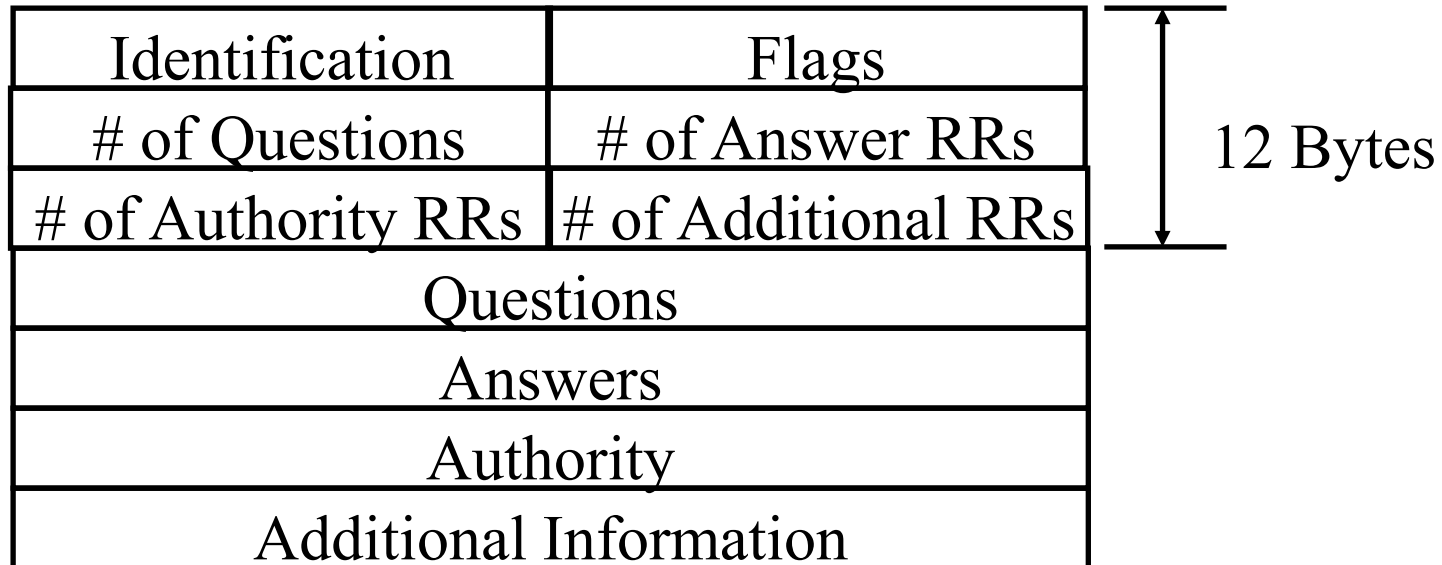 Identification Flags
# of Questions # of Answer RRs
12 Bytes
# of Authority RRs # of Additional RRs
Questions
Answers
Authority
Additional Information